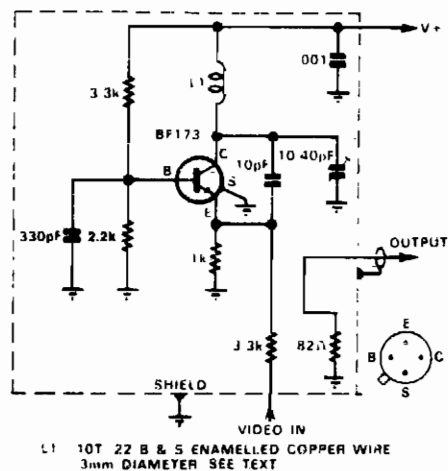 V+
001
3.3k
L1
BF173
C
B
S
E
10pF
10 40pF
330pF
2.2k
1k
OUTPUT
3.3k
82Ω
E
B
C
S
SHIELD
VIDEO IN
L1 10T 22 B & S ENAMELLED COPPER WIRE
3mm DIAMETER SEE TEXT